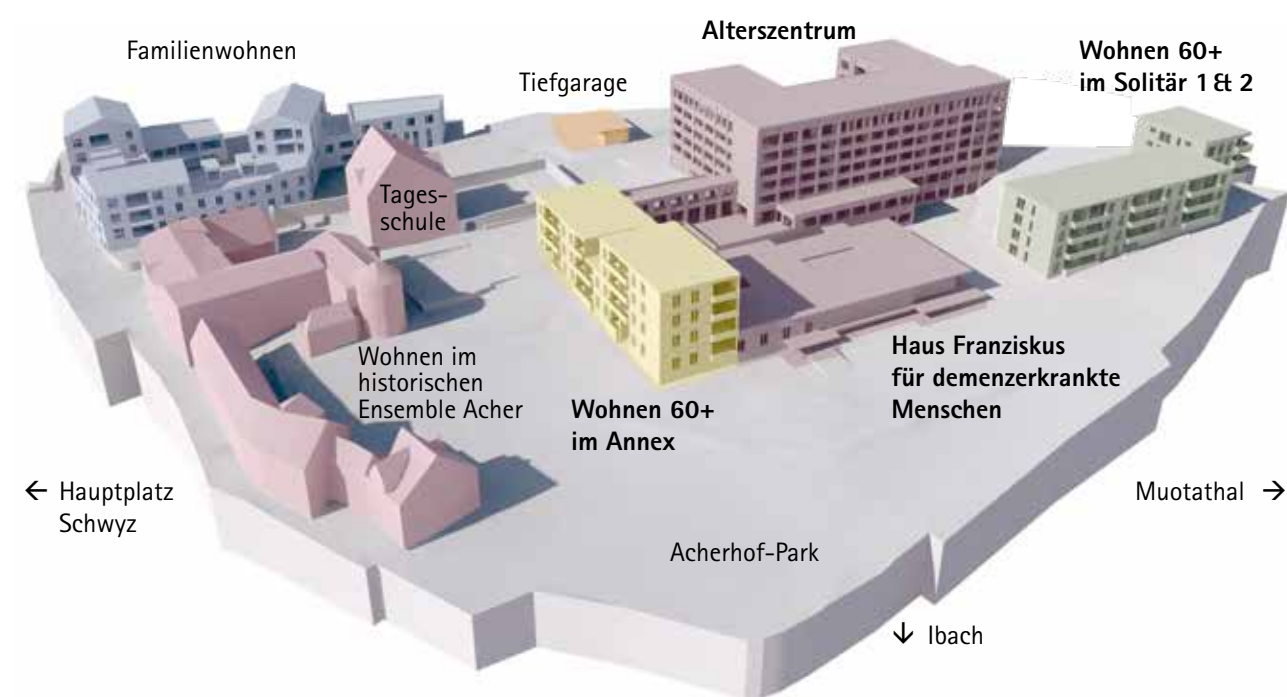 Familienwohnen
Alterszentrum
Tiefgarage
Wohnen 60+
im Solitär 1 & 2
Tages-
schule
Wohnen im
historischen
Ensemble Acher
Wohnen 60+
im Annex
Haus Franziskus
für demenzerkrankte
Menschen
← Hauptplatz
Schwyz
Muotathal →
Acherhof-Park
↓ Ibach